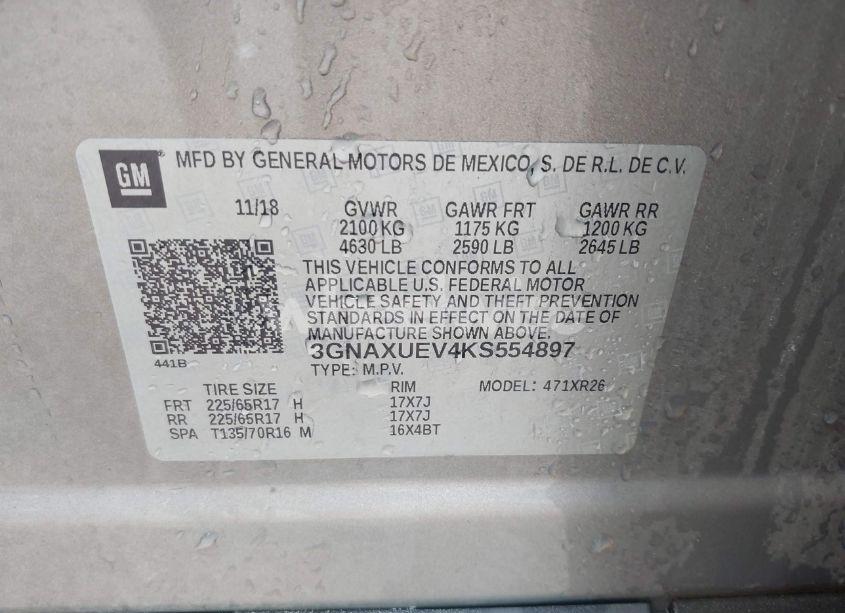 GM MFD BY GENERAL MOTORS DE MEXICO, S. DE R.L. DE C.V.
11/18 GVWR GAWR FRT GAWR RR
2100 KG 1175 KG 1200 KG
4630 LB 2590 LB 2645 LB
THIS VEHICLE CONFORMS TO ALL
APPLICABLE U.S. FEDERAL MOTOR
VEHICLE SAFETY AND THEFT PREVENTION
STANDARDS IN EFFECT ON THE DATE OF
MANUFACTURE SHOWN ABOVE.
3GNAXUEV4KS554897
441B TYPE: M.P.V.
TIRE SIZE RIM MODEL: 471XR26
FRT 225/65R17 H 17X7J
RR 225/65R17 H 17X7J
SPA T135/70R16 M 16X4BT